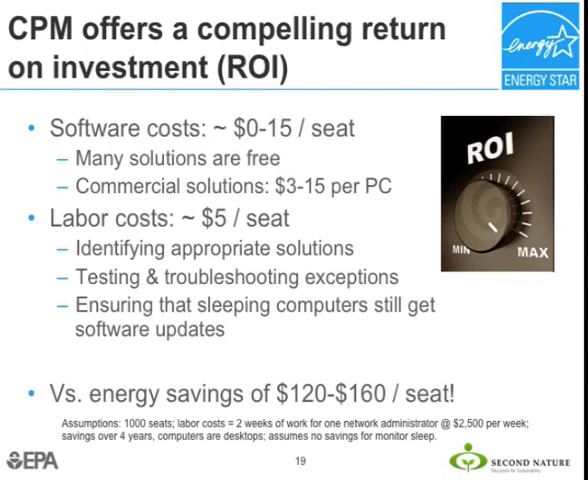 CPM offers a compelling return
on investment (ROI)
energy
ENERGY STAR
• Software costs: ~ $0-15 / seat
– Many solutions are free
– Commercial solutions: $3-15 per PC
• Labor costs: ~ $5 / seat
– Identifying appropriate solutions
– Testing & troubleshooting exceptions
– Ensuring that sleeping computers still get
software updates
ROI
MIN
MAX
• Vs. energy savings of $120-$160 / seat!
Assumptions: 1000 seats; labor costs = 2 weeks of work for one network administrator @ $2,500 per week;
savings over 4 years, computers are desktops; assumes no savings for monitor sleep.
EPA
19
SECOND NATURE
Education for Sustainability